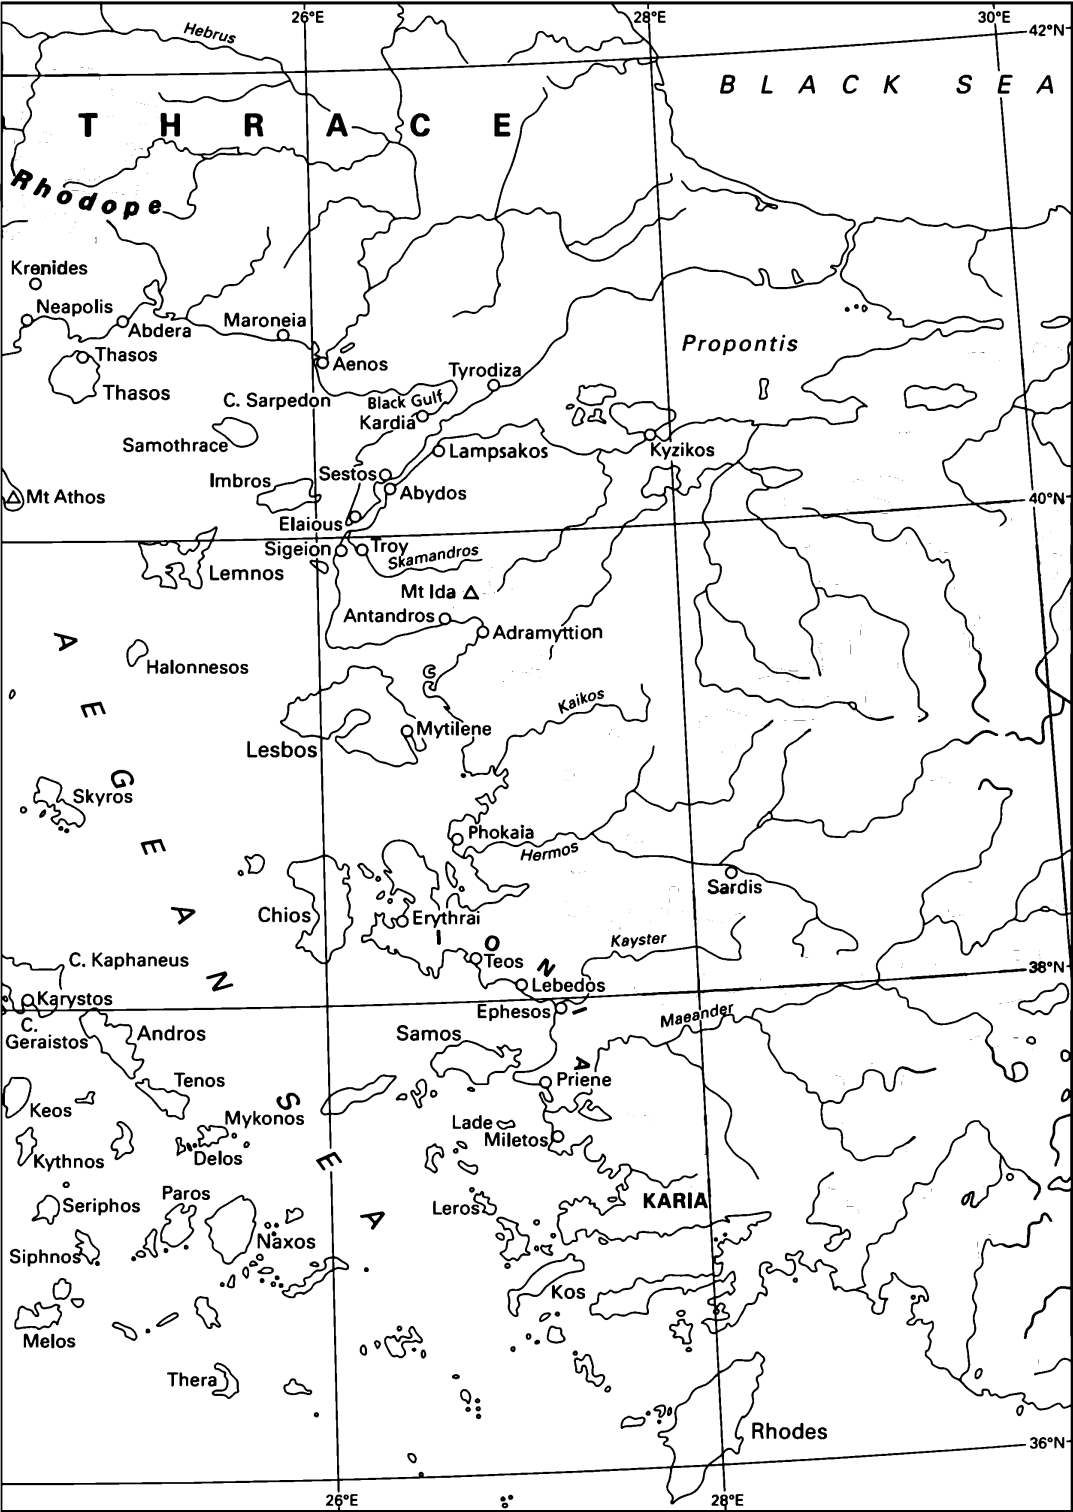 26°E 28°E 30°E
42°N
Hebrus
BLACK SEA
THRACE
Rhodope
Krenides
Neapolis
Abdera
Maroneia
Thasos
Aenos
Thasos
Propontis
Tyrodiza
C. Sarpedon
Black Gulf
Kardia
Samothrace
Lampsakos
Kyzikos
Imbros
Sestos
Abydos
Mt Athos
40°N
Elaious
Sigeion
Troy
Skamandros
Lemnos
Mt Ida
Antandros
Adramyttion
Halonnesos
AEGEAN SEA
Kaikos
Mytilene
Lesbos
Skyros
Phokaia
Hermos
Sardis
Chios
Erythrai
IONIA
Kayster
Teos
C. Kaphaneus
38°N
Lebedos
Karystos
Ephesos
Maeander
C.
Geraistos
Andros
Samos
Tenos
Priene
Keos
Mykonos
Lade
Miletos
Kythnos
Delos
Paros
KARIA
Seriphos
Leros
Naxos
Siphnos
Kos
Melos
Thera
Rhodes
36°N
26°E 28°E